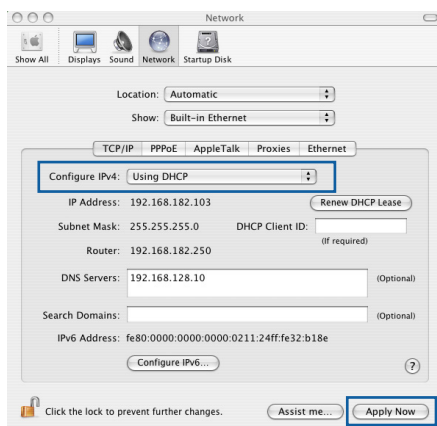 Network
Show All Displays Sound Network Startup Disk
Location: Automatic
Show: Built-in Ethernet
TCP/IP PPPoE AppleTalk Proxies Ethernet
Configure IPv4: Using DHCP
IP Address: 192.168.182.103 Renew DHCP Lease
Subnet Mask: 255.255.255.0 DHCP Client ID:
(If required)
Router: 192.168.182.250
DNS Servers: 192.168.128.10 (Optional)
Search Domains: (Optional)
IPv6 Address: fe80:0000:0000:0000:0211:24ff:fe32:b18e
Configure IPv6... ?
Click the lock to prevent further changes. Assist me... Apply Now